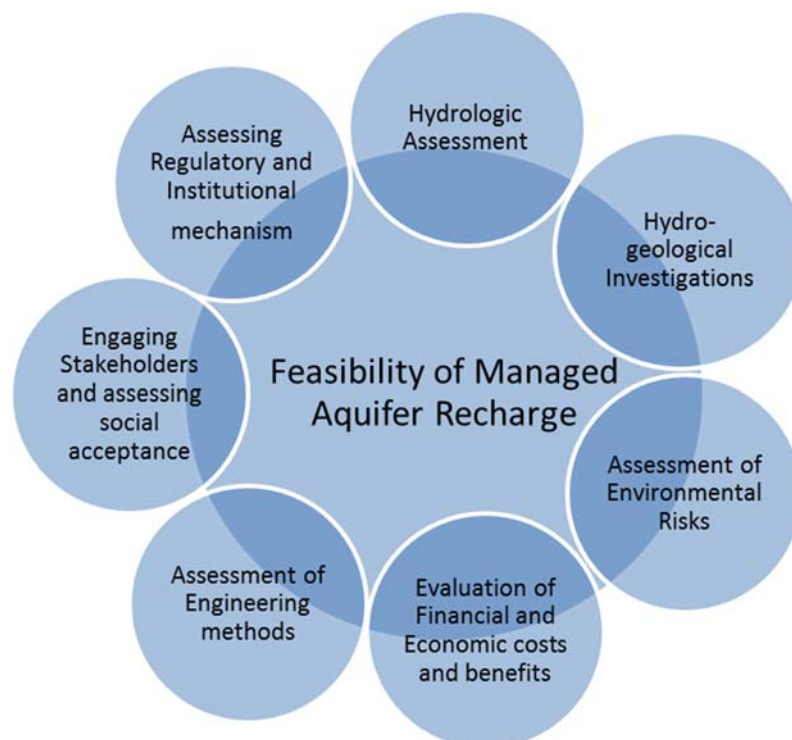 Hydrologic
Assessment
Hydro-
geological
Investigations
Assessment of
Environmental
Risks
Evaluation of
Financial and
Economic costs
and benefits
Assessment of
Engineering
methods
Engaging
Stakeholders
and assessing
social
acceptance
Assessing
Regulatory and
Institutional
mechanism
Feasibility of Managed
Aquifer Recharge